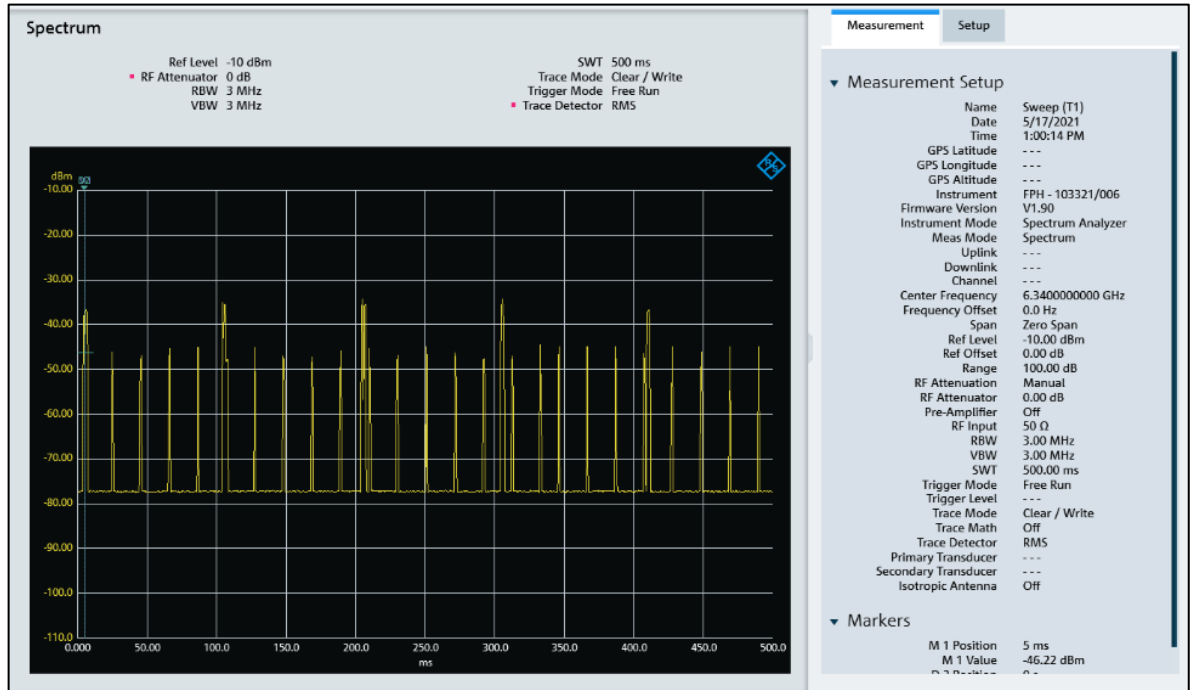 Spectrum
Ref Level -10 dBm
RF Attenuator 0 dB
RBW 3 MHz
VBW 3 MHz
SWT 500 ms
Trace Mode Clear / Write
Trigger Mode Free Run
Trace Detector RMS
dBm
-10.00
-20.00
-30.00
-40.00
-50.00
-60.00
-70.00
-80.00
-90.00
-100.0
-110.0
0.000 50.00 100.0 150.0 200.0 250.0 300.0 350.0 400.0 450.0 500.0
ms
Measurement Setup
Measurement Setup
Name Sweep (T1)
Date 5/17/2021
Time 1:00:14 PM
GPS Latitude - - -
GPS Longitude - - -
GPS Altitude - - -
Instrument FPH - 103321/006
Firmware Version V1.90
Instrument Mode Spectrum Analyzer
Meas Mode Spectrum
Uplink - - -
Downlink - - -
Channel - - -
Center Frequency 6.3400000000 GHz
Frequency Offset 0.0 Hz
Span Zero Span
Ref Level -10.00 dBm
Ref Offset 0.00 dB
Range 100.00 dB
RF Attenuation Manual
RF Attenuator 0.00 dB
Pre-Amplifier Off
RF Input 50 Ω
RBW 3.00 MHz
VBW 3.00 MHz
SWT 500.00 ms
Trigger Mode Free Run
Trigger Level - - -
Trace Mode Clear / Write
Trace Math Off
Trace Detector RMS
Primary Transducer - - -
Secondary Transducer - - -
Isotropic Antenna Off
Markers
M 1 Position 5 ms
M 1 Value -46.22 dBm